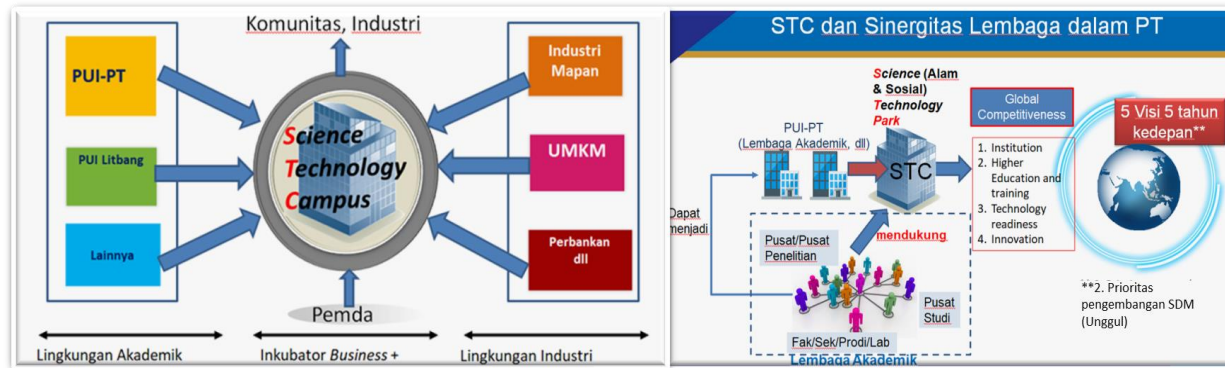 Komunitas, Industri
PUI-PT
PUI Litbang
Lainnya
Science
Technology
Campus
Industri
Mapan
UMKM
Perbankan
dll
Pemda
Lingkungan Akademik
Inkubator Business +
Lingkungan Industri
STC dan Sinergitas Lembaga dalam PT
Science (Alam
& Sosial)
Technology
Park
PUI-PT
(Lembaga Akademik, dll)
STC
Global
Competitiveness
1. Institution
2. Higher
Education and
training
3. Technology
readiness
4. Innovation
5 Visi 5 tahun
kedepan**
Dapat
menjadi
mendukung
Pusat/Pusat
Penelitian
Pusat
Studi
Fak/Sek/Prodi/Lab
Lembaga Akademik
**2. Prioritas
pengembangan SDM
(Unggul)